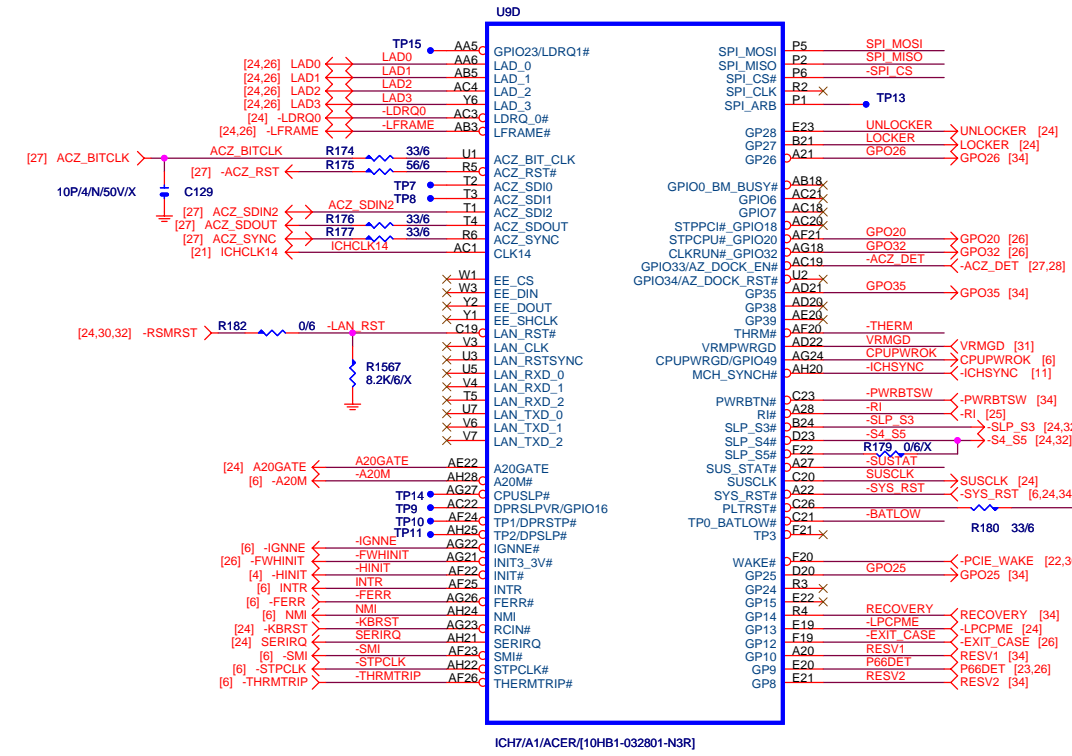 U9D
TP15 AA5 GPIO23/LDRQ1# SPI_MOSI P5 SPI_MOSI
[24,26] LAD0 LAD0 AA6 LAD_0 SPI_MISO P2 SPI_MISO
[24,26] LAD1 LAD1 AB5 LAD_1 SPI_CS# P6 -SPI_CS
[24,26] LAD2 LAD2 AC4 LAD_2 SPI_CLK R2
[24,26] LAD3 LAD3 Y6 LAD_3 SPI_ARB P1 TP13
[24] -LDRQ0 -LDRQ0 AC3 LDRQ_0#
[24,26] -LFRAME -LFRAME AB3 LFRAME# GP28 E23 UNLOCKER UNLOCKER [24]
GP27 B21 LOCKER LOCKER [24]
[27] ACZ_BITCLK ACZ_BITCLK R174 33/6 U1 ACZ_BIT_CLK GP26 A21 GPO26 GPO26 [34]
[27] -ACZ_RST R175 56/6 R5 ACZ_RST#
10P/4/N/50V/X C129 TP7 T2 ACZ_SDI0 GPIO0_BM_BUSY# AB18
TP8 T3 ACZ_SDI1 GPIO6 AC21
[27] ACZ_SDIN2 ACZ_SDIN2 T1 ACZ_SDI2 GPIO7 AC18
[27] ACZ_SDOUT R176 33/6 T4 ACZ_SDOUT STPPCI#_GPIO18 AC20
[27] ACZ_SYNC R177 33/6 R6 ACZ_SYNC STPCPU#_GPIO20 AF21 GPO20 GPO20 [26]
[21] ICHCLK14 ICHCLK14 AC1 CLK14 CLKRUN#_GPIO32 AG18 GPO32 GPO32 [26]
GPIO33/AZ_DOCK_EN# AC19 -ACZ_DET -ACZ_DET [27,28]
W1 EE_CS GPIO34/AZ_DOCK_RST# U2
W3 EE_DIN GP35 AD21 GPO35 GPO35 [34]
Y2 EE_DOUT GP38 AD20
Y1 EE_SHCLK GP39 AE20
[24,30,32] -RSMRST R182 0/6 -LAN_RST C19 LAN_RST# THRM# AF20 -THERM
V3 LAN_CLK VRMPWRGD AD22 VRMGD VRMGD [31]
U3 LAN_RSTSYNC CPUPWRGD/GPIO49 AG24 CPUPWROK CPUPWROK [6]
R1567 U5 LAN_RXD_0 MCH_SYNCH# AH20 -ICHSYNC -ICHSYNC [11]
8.2K/6/X V4 LAN_RXD_1
T5 LAN_RXD_2 PWRBTN# C23 -PWRBTSW -PWRBTSW [34]
U7 LAN_TXD_0 RI# A28 -RI -RI [25]
V6 LAN_TXD_1 SLP_S3# B24 -SLP_S3 -SLP_S3 [24,32
V7 LAN_TXD_2 SLP_S4# D23 -S4_S5 -S4_S5 [24,32]
SLP_S5# F22 R179 0/6/X
[24] A20GATE A20GATE AE22 A20GATE SUS_STAT# A27 -SUSTAT
[6] -A20M -A20M AH28 A20M# SUSCLK C20 SUSCLK SUSCLK [24]
TP14 AG27 CPUSLP# SYS_RST# A22 -SYS_RST -SYS_RST [6,24,34
TP9 AC22 DPRSLPVR/GPIO16 PLTRST# C26 R180 33/6
TP10 AF24 TP1/DPRSTP# TP0_BATLOW# C21 -BATLOW
TP11 AH25 TP2/DPSLP# TP3 F21
[6] -IGNNE -IGNNE AG22 IGNNE#
[26] -FWHINIT -FWHINIT AG21 INIT3_3V# WAKE# F20 -PCIE_WAKE [22,3
[4] -HINIT -HINIT AF22 INIT# GP25 D20 GPO25 GPO25 [34]
[6] INTR INTR AF25 INTR GP24 R3
[6] -FERR -FERR AG26 FERR# GP15 E22
[6] NMI NMI AH24 NMI GP14 R4 RECOVERY RECOVERY [34]
[24] -KBRST -KBRST AG23 RCIN# GP13 E19 -LPCPME -LPCPME [24]
[24] SERIRQ SERIRQ AH21 SERIRQ GP12 F19 -EXIT_CASE -EXIT_CASE [26]
[6] -SMI -SMI AF23 SMI# GP10 A20 RESV1 RESV1 [34]
[6] -STPCLK -STPCLK AH22 STPCLK# GP9 E20 P66DET P66DET [23,26]
[6] -THRMTRIP -THRMTRIP AF26 THERMTRIP# GP8 E21 RESV2 RESV2 [34]
ICH7/A1/ACER/[10HB1-032801-N3R]